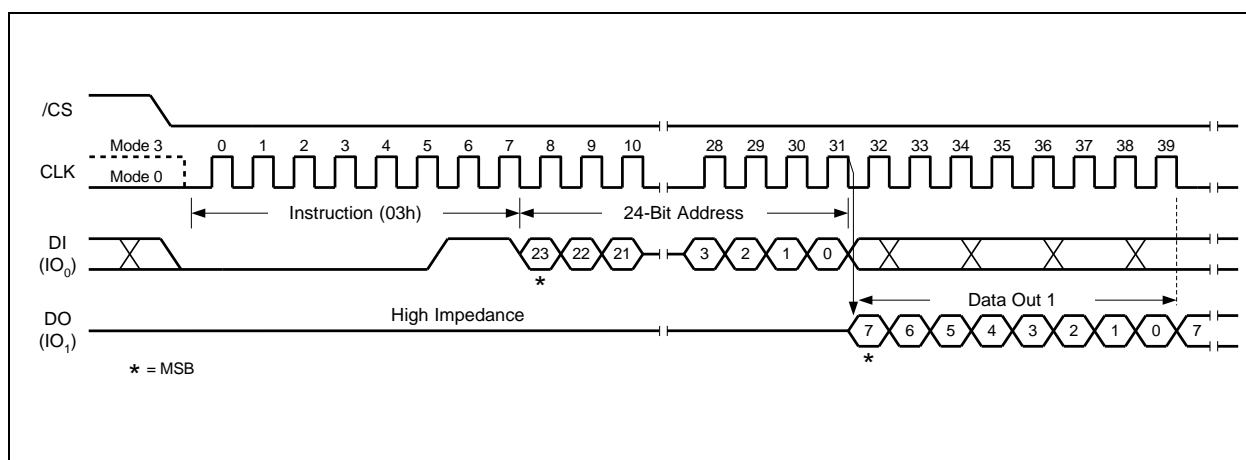 /CS
Mode 3 0 1 2 3 4 5 6 7 8 9 10 28 29 30 31 32 33 34 35 36 37 38 39
CLK
Mode 0
Instruction (03h) 24-Bit Address
DI
(IO0)
23 22 21 3 2 1 0
*
Data Out 1
High Impedance
DO
(IO1)
7 6 5 4 3 2 1 0 7
*
* = MSB